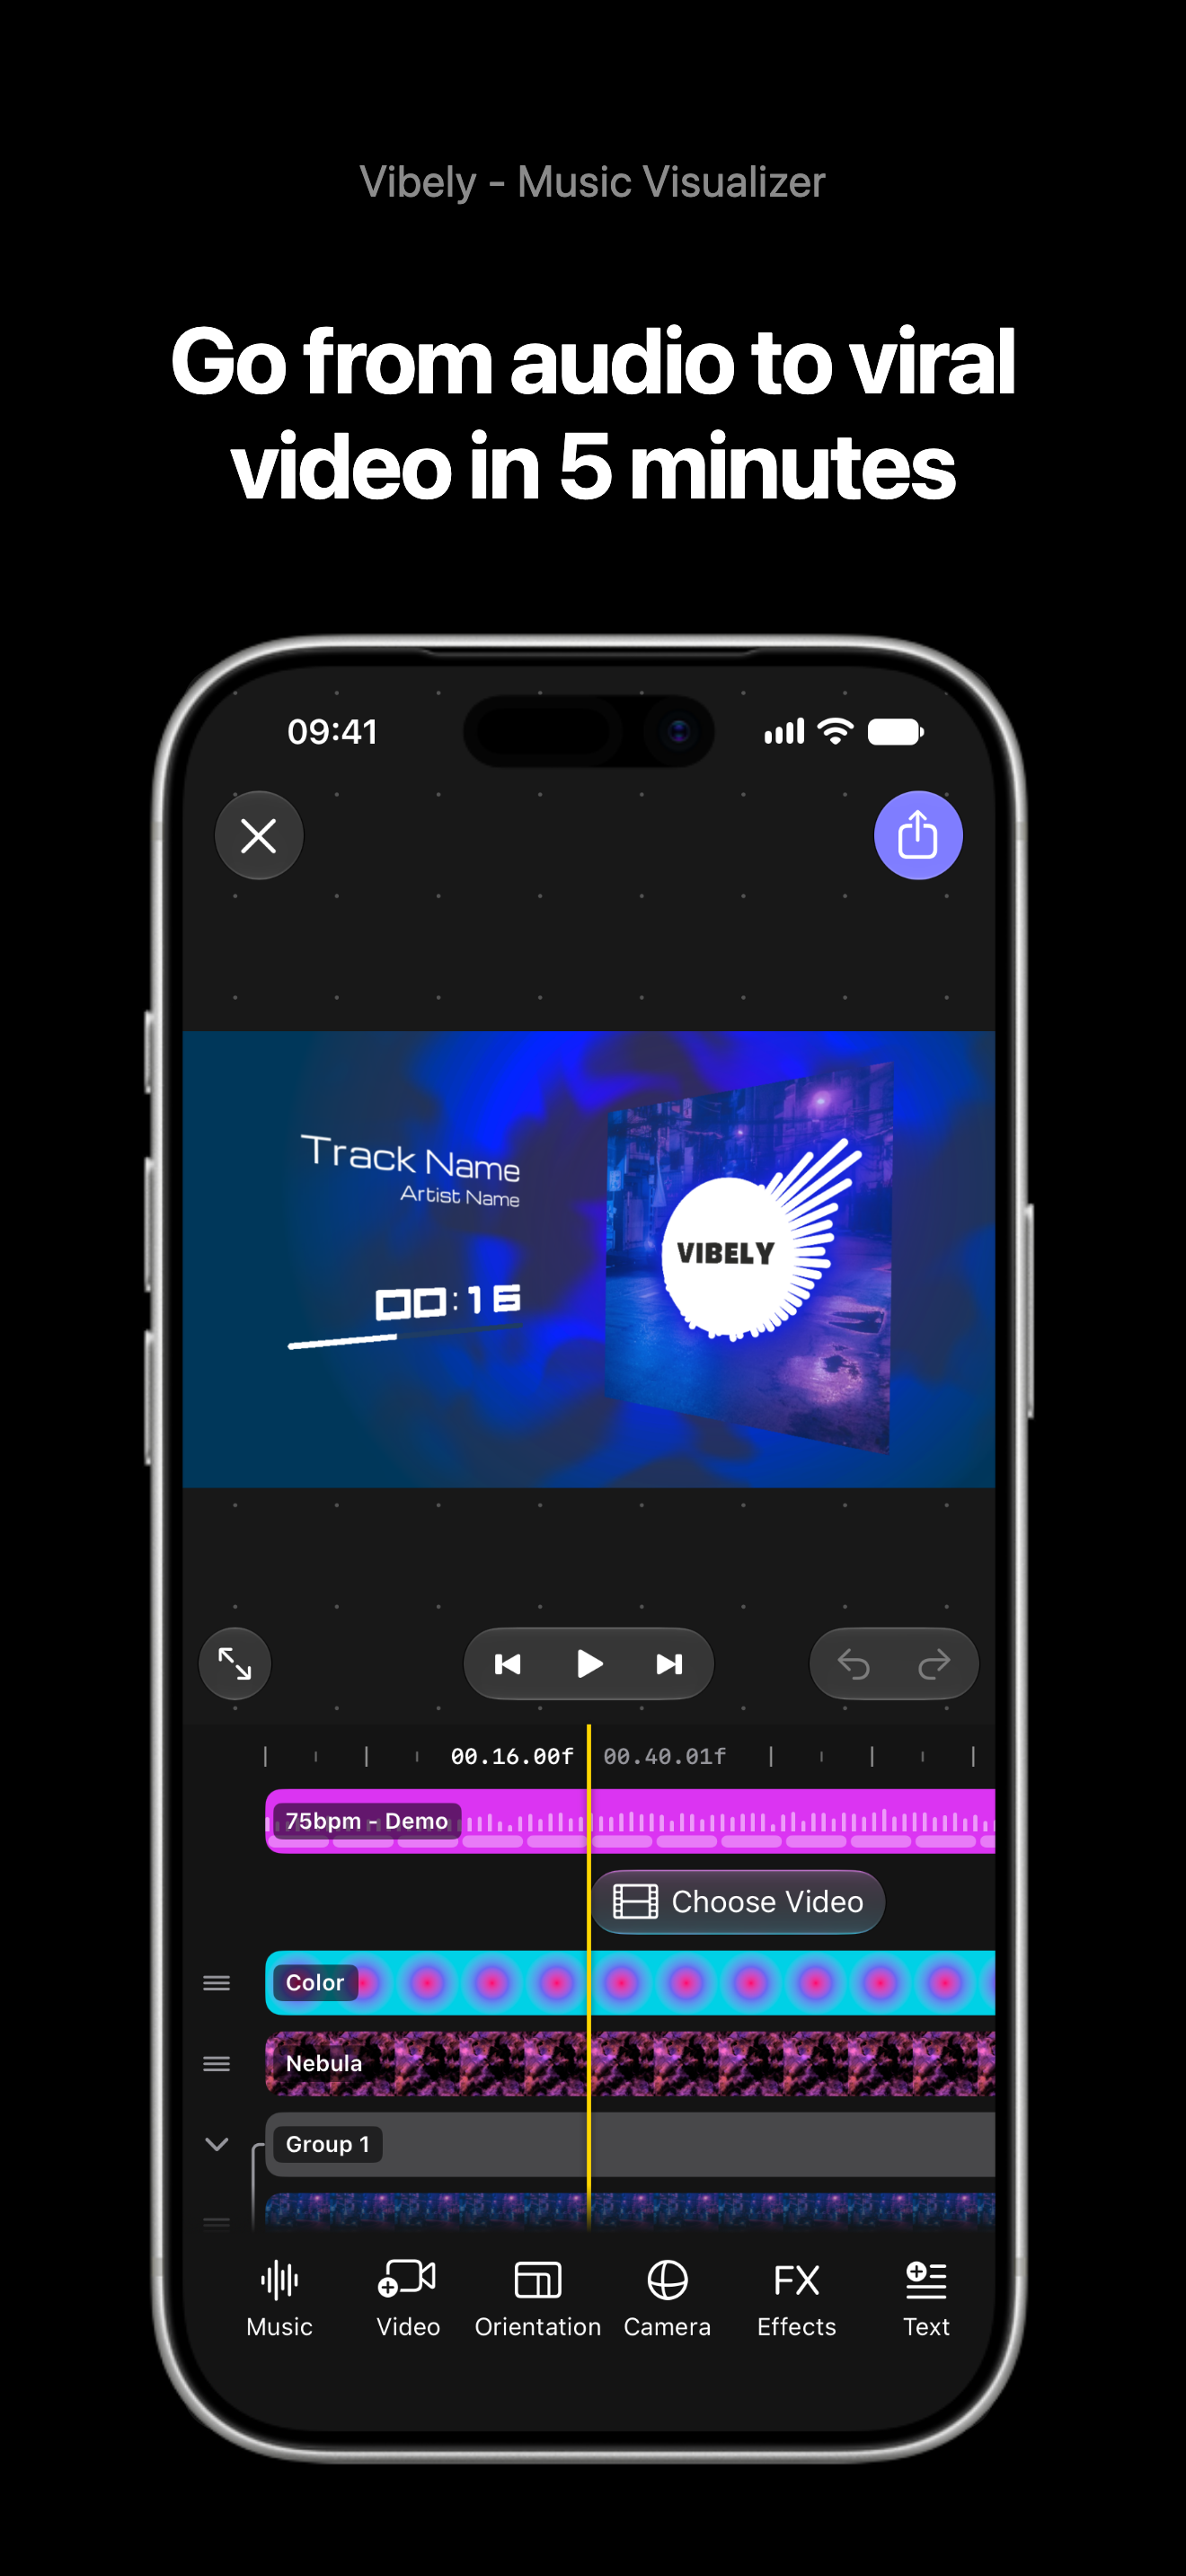 Vibely - Music Visualizer
Go from audio to viral
video in 5 minutes
09:41
Track Name
Artist Name
00:16
VIBELY
00.16.00f 00.40.01f
75bpm - Demo
Choose Video
Color
Nebula
Group 1
FX
Music Video Orientation Camera Effects Text